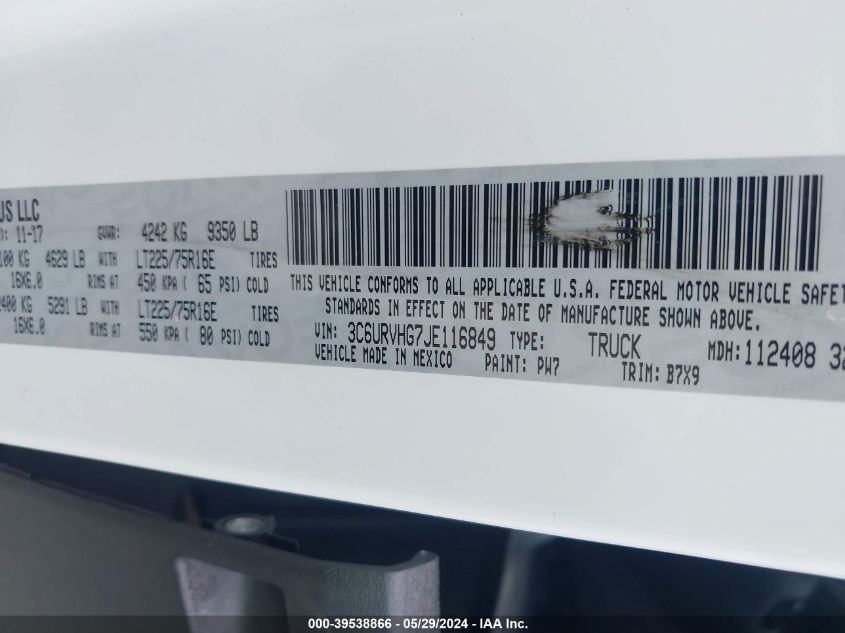 US LLC
: 11-17 GVWR: 4242 KG 9350 LB
100 KG 4629 LB WITH LT225/75R16E TIRES
16X6.0 RIMS AT 450 KPA ( 65 PSI) COLD
2400 KG 5291 LB WITH LT225/75R16E TIRES
16X6.0 RIMS AT 550 KPA ( 80 PSI) COLD
THIS VEHICLE CONFORMS TO ALL APPLICABLE U.S.A. FEDERAL MOTOR VEHICLE SAFET
STANDARDS IN EFFECT ON THE DATE OF MANUFACTURE SHOWN ABOVE.
VIN: 3C6URVHG7JE116849 TYPE: TRUCK MDH: 112408 32
VEHICLE MADE IN MEXICO PAINT: PW7 TRIM: B7X9
000-39538866 - 05/29/2024 - IAA Inc.